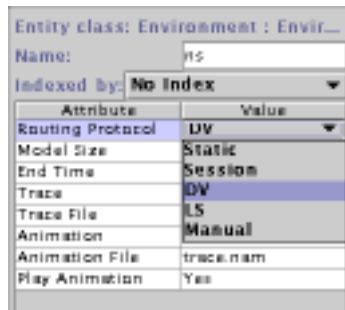 Entity class: Environment : Envir...
Name: ns
Indexed by: No Index
Attribute Value
Routing Protocol DV
Model Size Static
End Time Session
Trace DV
Trace File LS
Animation Manual
Animation File trace.nam
Play Animation Yes